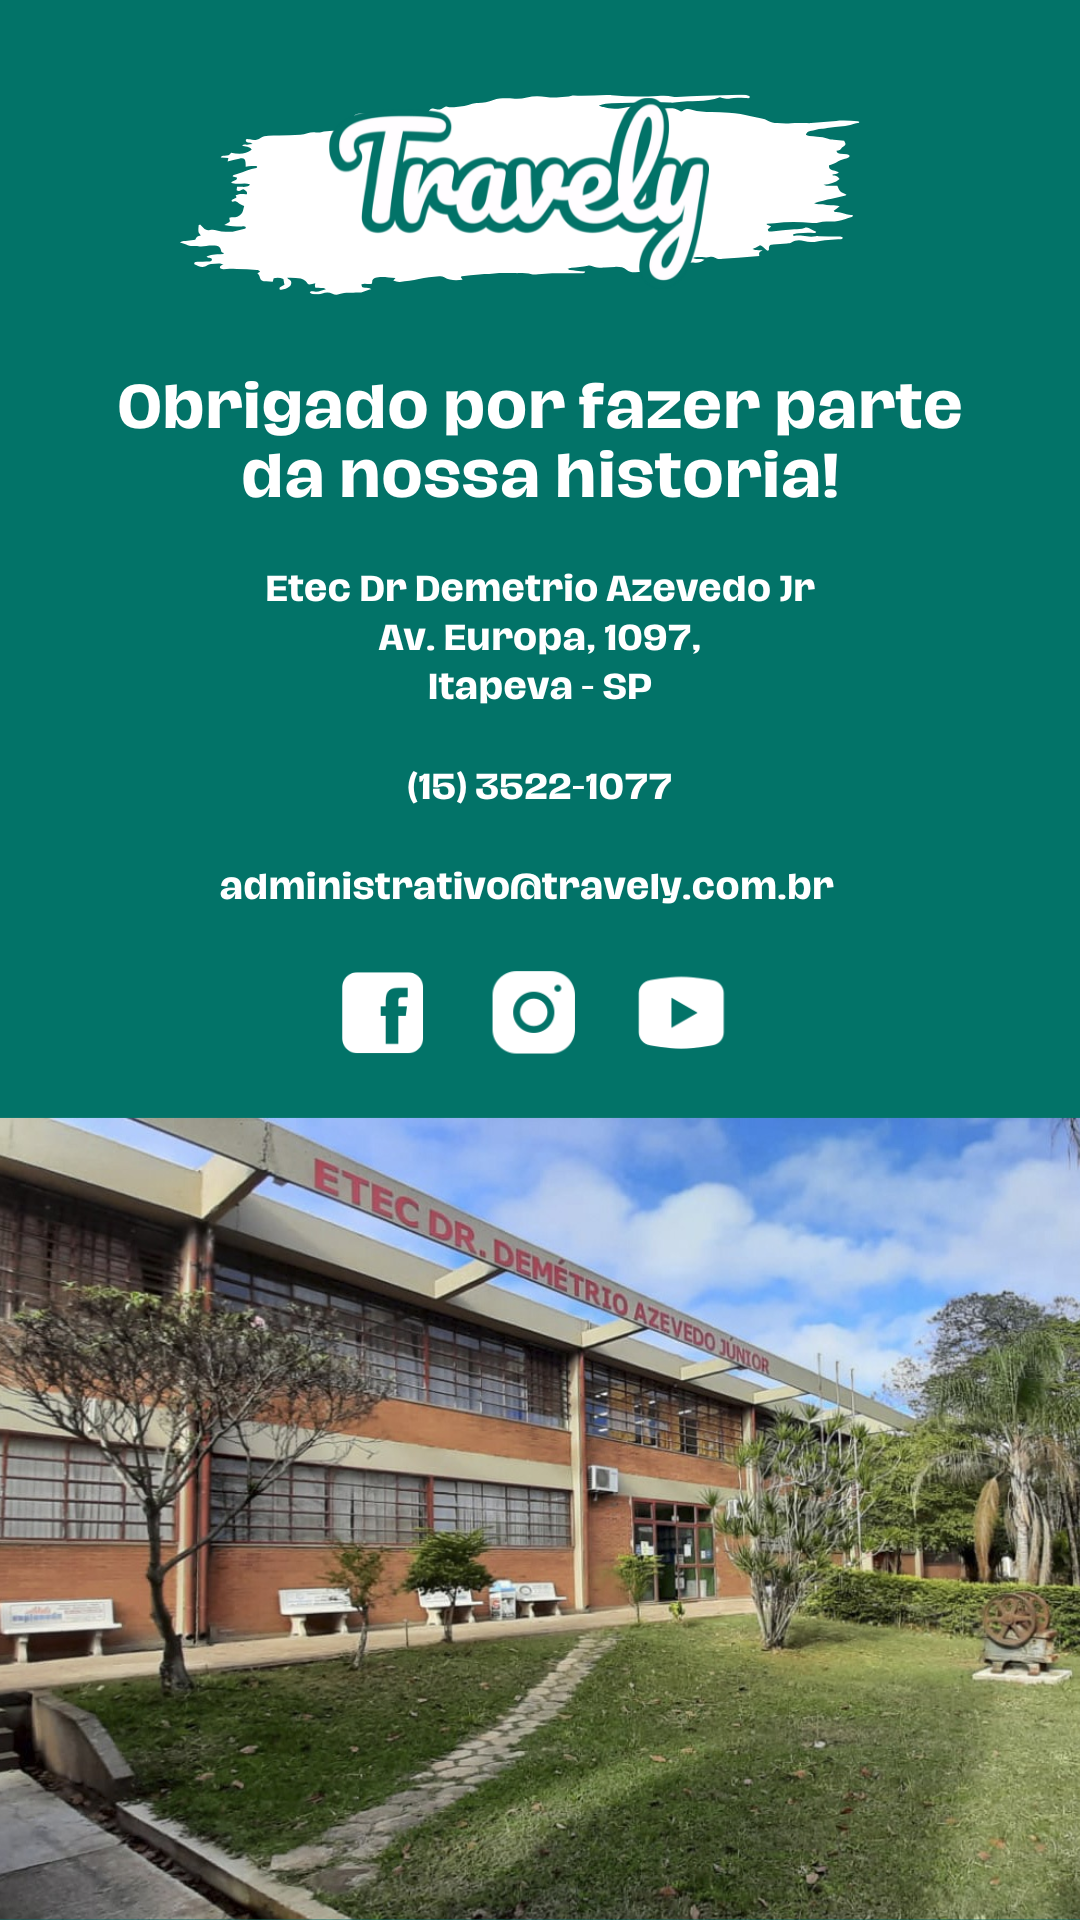 Travely
Obrigado por fazer parte
da nossa historia!
Etec Dr Demetrio Azevedo Jr
Av. Europa, 1097,
Itapeva - SP
(15) 3522-1077
administrativo@travely.com.br
ETEC DR. DEMÉTRIO AZEVEDO JÚNIOR